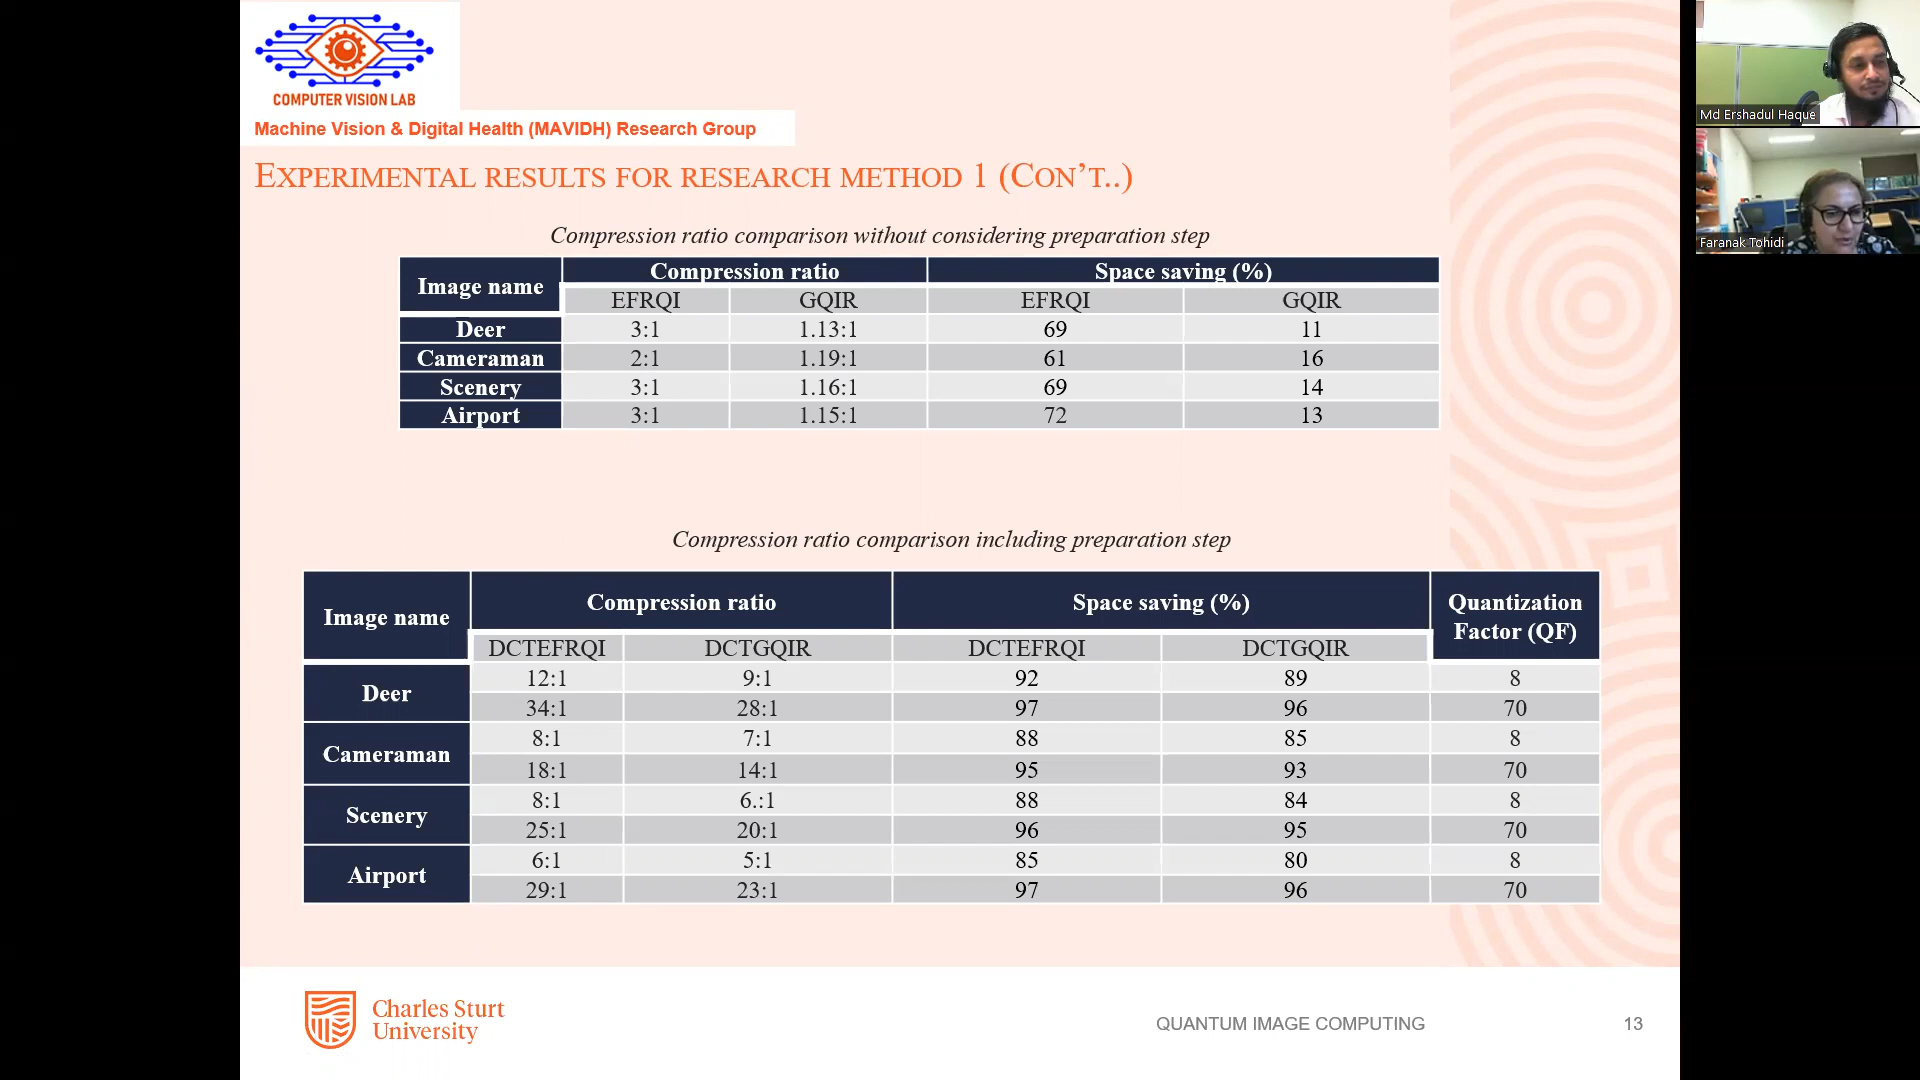 COMPUTER VISION LAB
Machine Vision & Digital Health (MAVIDH) Research Group
EXPERIMENTAL RESULTS FOR RESEARCH METHOD 1 (CON'T..)
Compression ratio comparison without considering preparation step
Image name Compression ratio Space saving (%)
EFRQI GQIR EFRQI GQIR
Deer 3:1 1.13:1 69 11
Cameraman 2:1 1.19:1 61 16
Scenery 3:1 1.16:1 69 14
Airport 3:1 1.15:1 72 13
Compression ratio comparison including preparation step
Image name Compression ratio Space saving (%) Quantization Factor (QF)
DCTEFRQI DCTGQIR DCTEFRQI DCTGQIR
Deer 12:1 9:1 92 89 8
34:1 28:1 97 96 70
Cameraman 8:1 7:1 88 85 8
18:1 14:1 95 93 70
Scenery 8:1 6.:1 88 84 8
25:1 20:1 96 95 70
Airport 6:1 5:1 85 80 8
29:1 23:1 97 96 70
Charles Sturt
University
QUANTUM IMAGE COMPUTING 13
Md Ershadul Haque
Faranak Tohidi